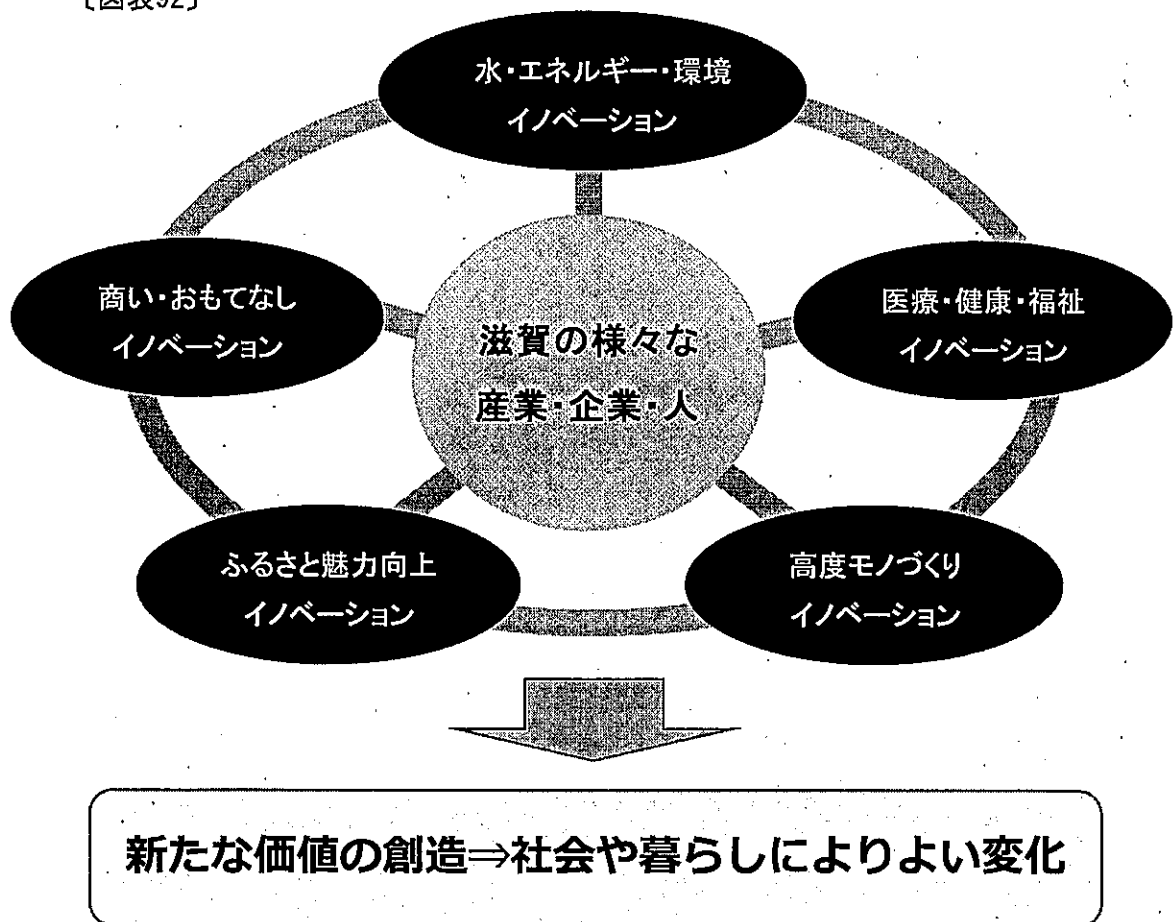 〔図表92〕
水・エネルギー・環境
イノベーション
商い・おもてなし
イノベーション
医療・健康・福祉
イノベーション
滋賀の様々な
産業・企業・人
ふるさと魅力向上
イノベーション
高度モノづくり
イノベーション
新たな価値の創造⇒社会や暮らしによりよい変化